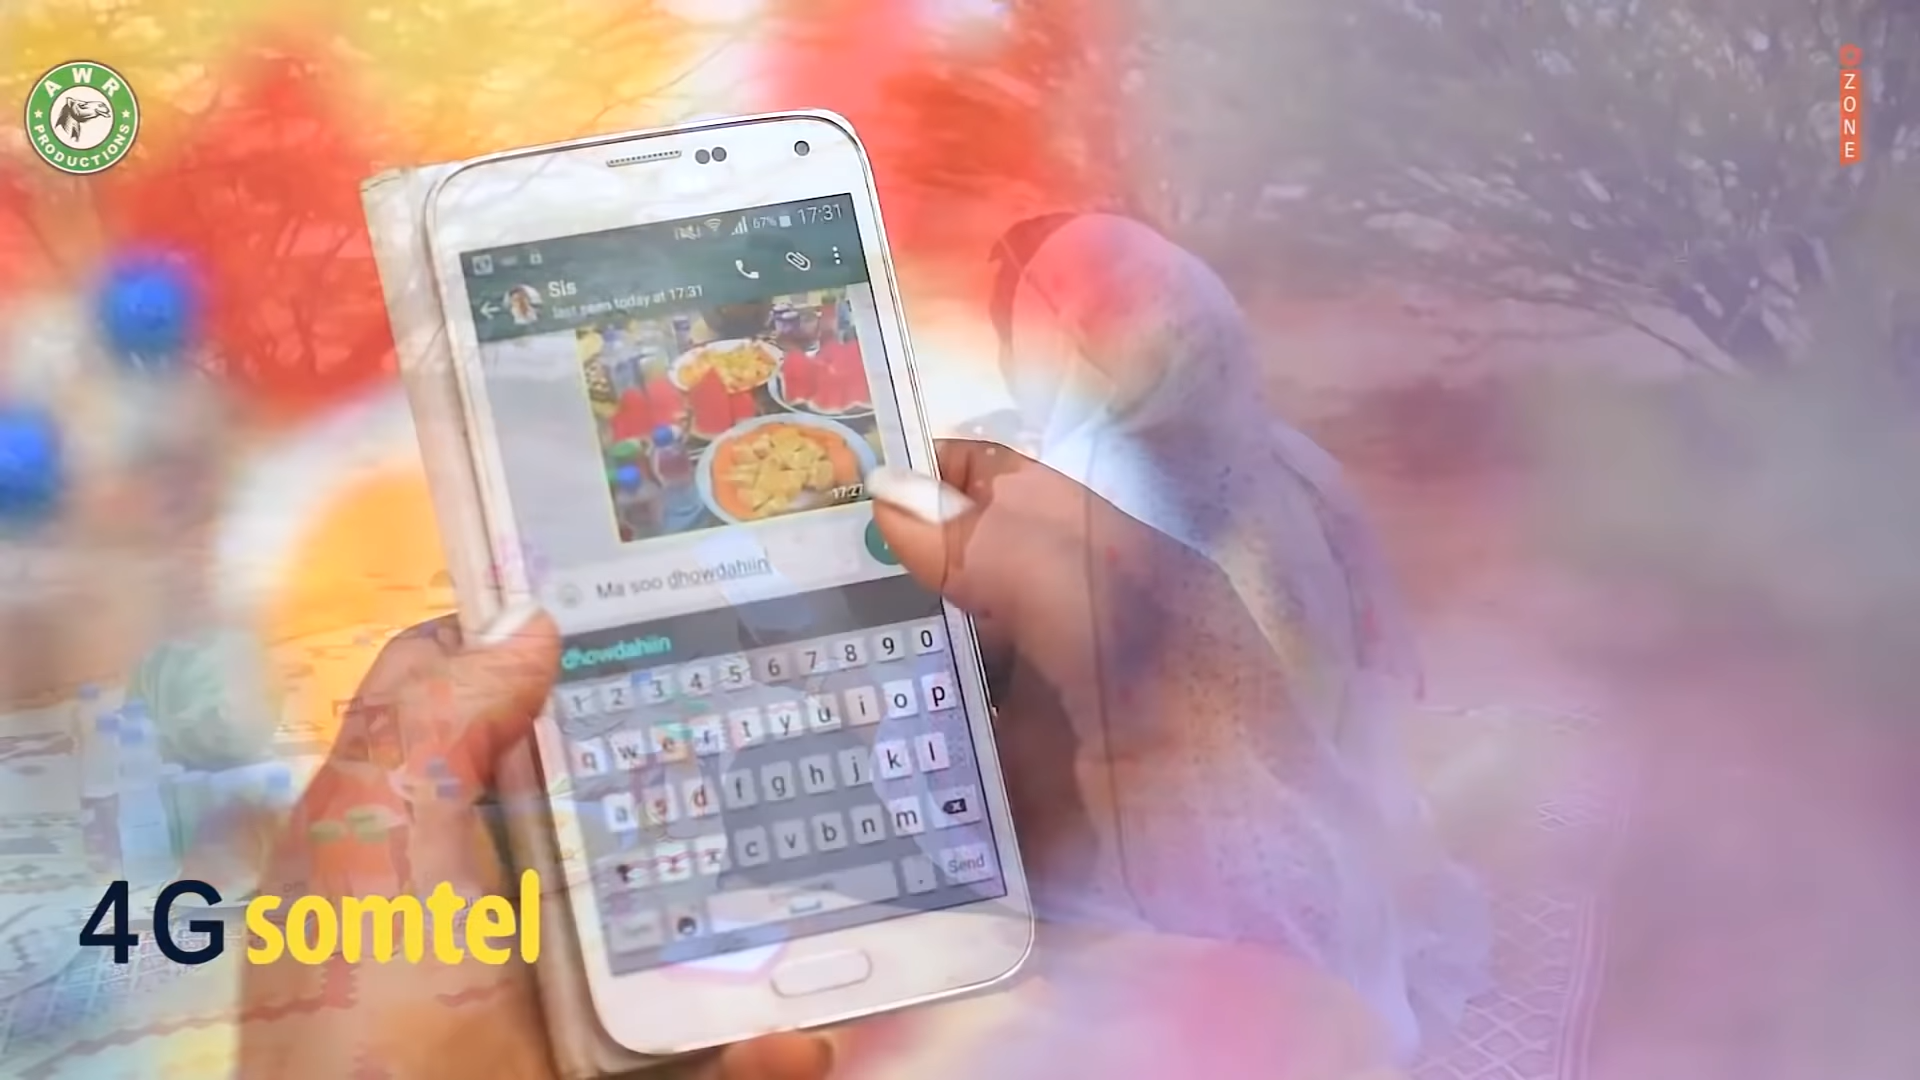 AWR
PRODUCTIONS
ZONE
67% 17:31
Sis
last seen today at 17:31
17:27
Ma soo dhowdahiin
dhowdahiin
1 2 3 4 5 6 7 8 9 0
q w e r t y u i o p
a s d f g h j k l
z x c v b n m
. Send
4G somtel